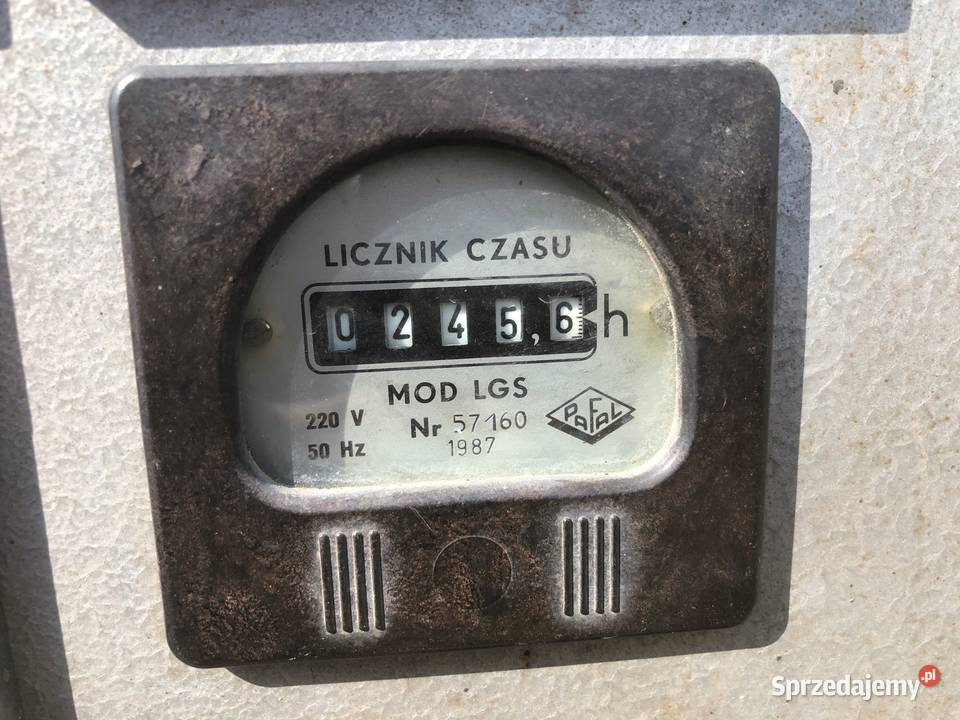 LICZNIK CZASU
0245,6 h
MOD LGS
220 V
50 Hz
Nr 57160
1987
PAFAL
Sprzedajemy.pl